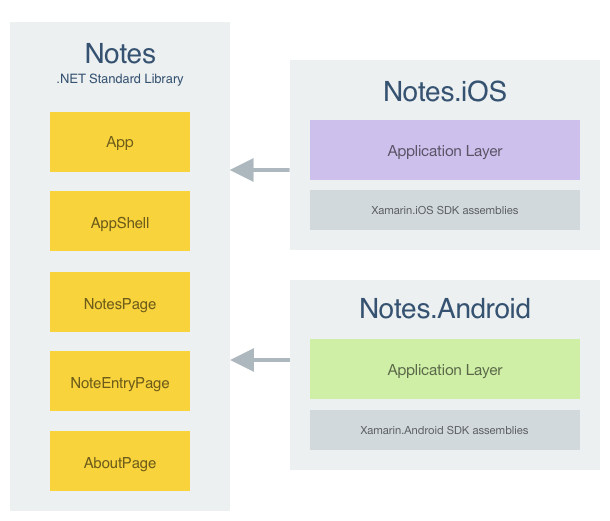 Notes
.NET Standard Library
App
AppShell
NotesPage
NoteEntryPage
AboutPage
Notes.iOS
Application Layer
Xamarin.iOS SDK assemblies
Notes.Android
Application Layer
Xamarin.Android SDK assemblies